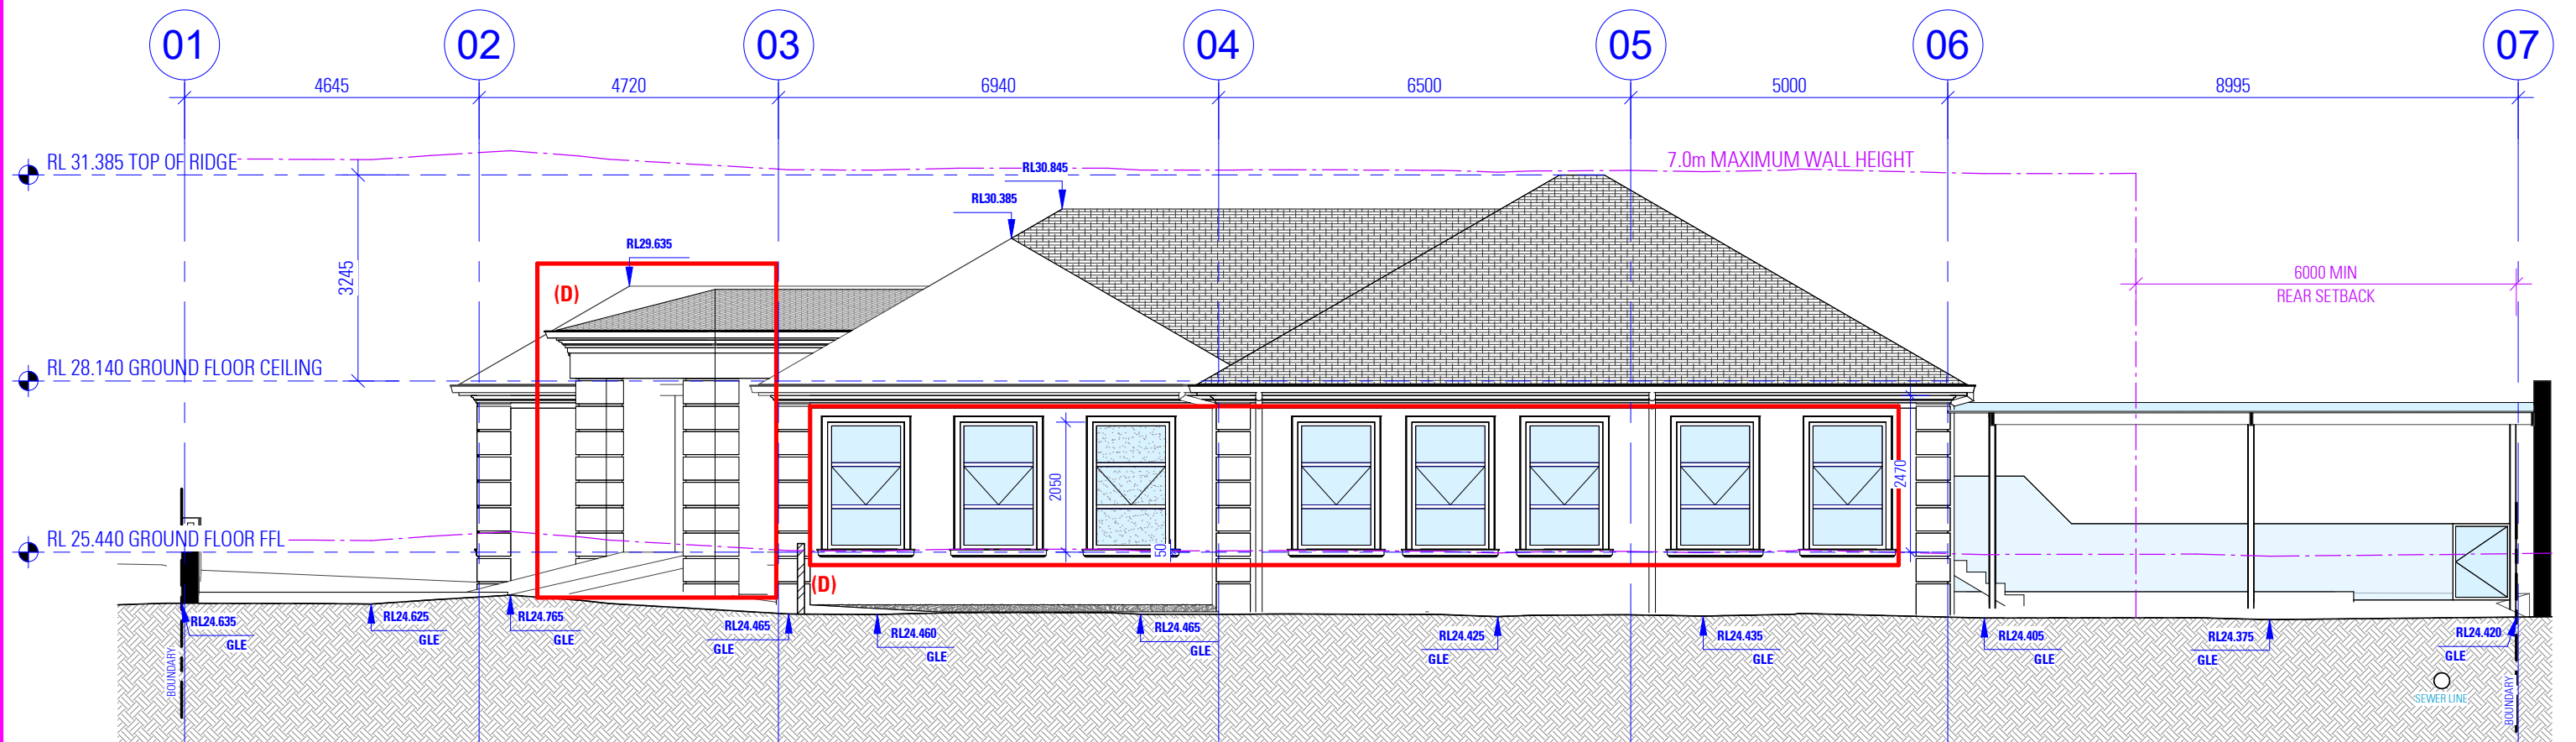 01
02
03
04
05
06
07
4645
4720
6940
6500
5000
8995
RL 31.385 TOP OF RIDGE
7.0m MAXIMUM WALL HEIGHT
RL30.845
RL30.385
RL29.635
3245
6000 MIN
REAR SETBACK
(D)
RL 28.140 GROUND FLOOR CEILING
2050
2470
50
RL 25.440 GROUND FLOOR FFL
(D)
RL24.635
GLE
RL24.625
GLE
RL24.765
GLE
RL24.465
GLE
RL24.460
GLE
RL24.465
GLE
RL24.425
GLE
RL24.435
GLE
RL24.405
GLE
RL24.375
GLE
RL24.420
GLE
BOUNDARY
SEWER LINE
BOUNDARY